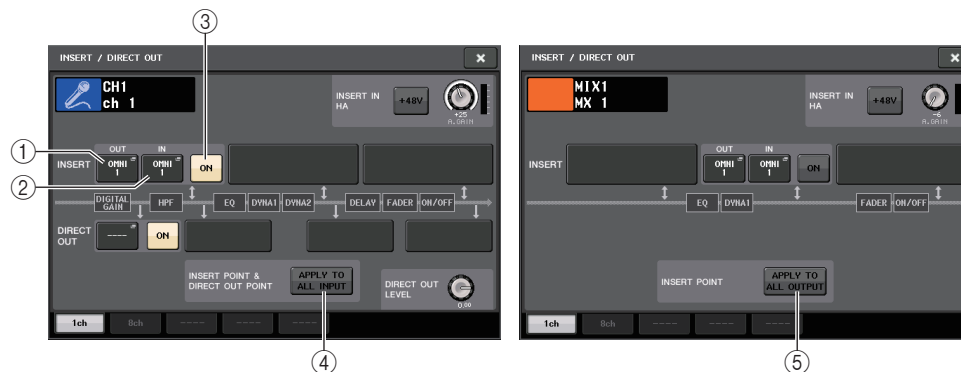 ③
INSERT / DIRECT OUT
×
CH1
ch 1
INSERT IN
HA
+48V
+25
A.GAIN
①
②
INSERT
OUT
OMNI
1
IN
OMNI
1
ON
DIGITAL
GAIN
HPF
EQ
DYNA1
DYNA2
DELAY
FADER
ON/OFF
DIRECT
OUT
----
ON
INSERT POINT &
DIRECT OUT POINT
APPLY TO
ALL INPUT
DIRECT OUT
LEVEL
0.00
1ch
8ch
----
----
----
④
INSERT / DIRECT OUT
×
MIX1
MX 1
INSERT IN
HA
+48V
-6
A.GAIN
INSERT
OUT
OMNI
1
IN
OMNI
1
ON
EQ
DYNA1
FADER
ON/OFF
INSERT POINT
APPLY TO
ALL OUTPUT
1ch
8ch
----
----
----
⑤